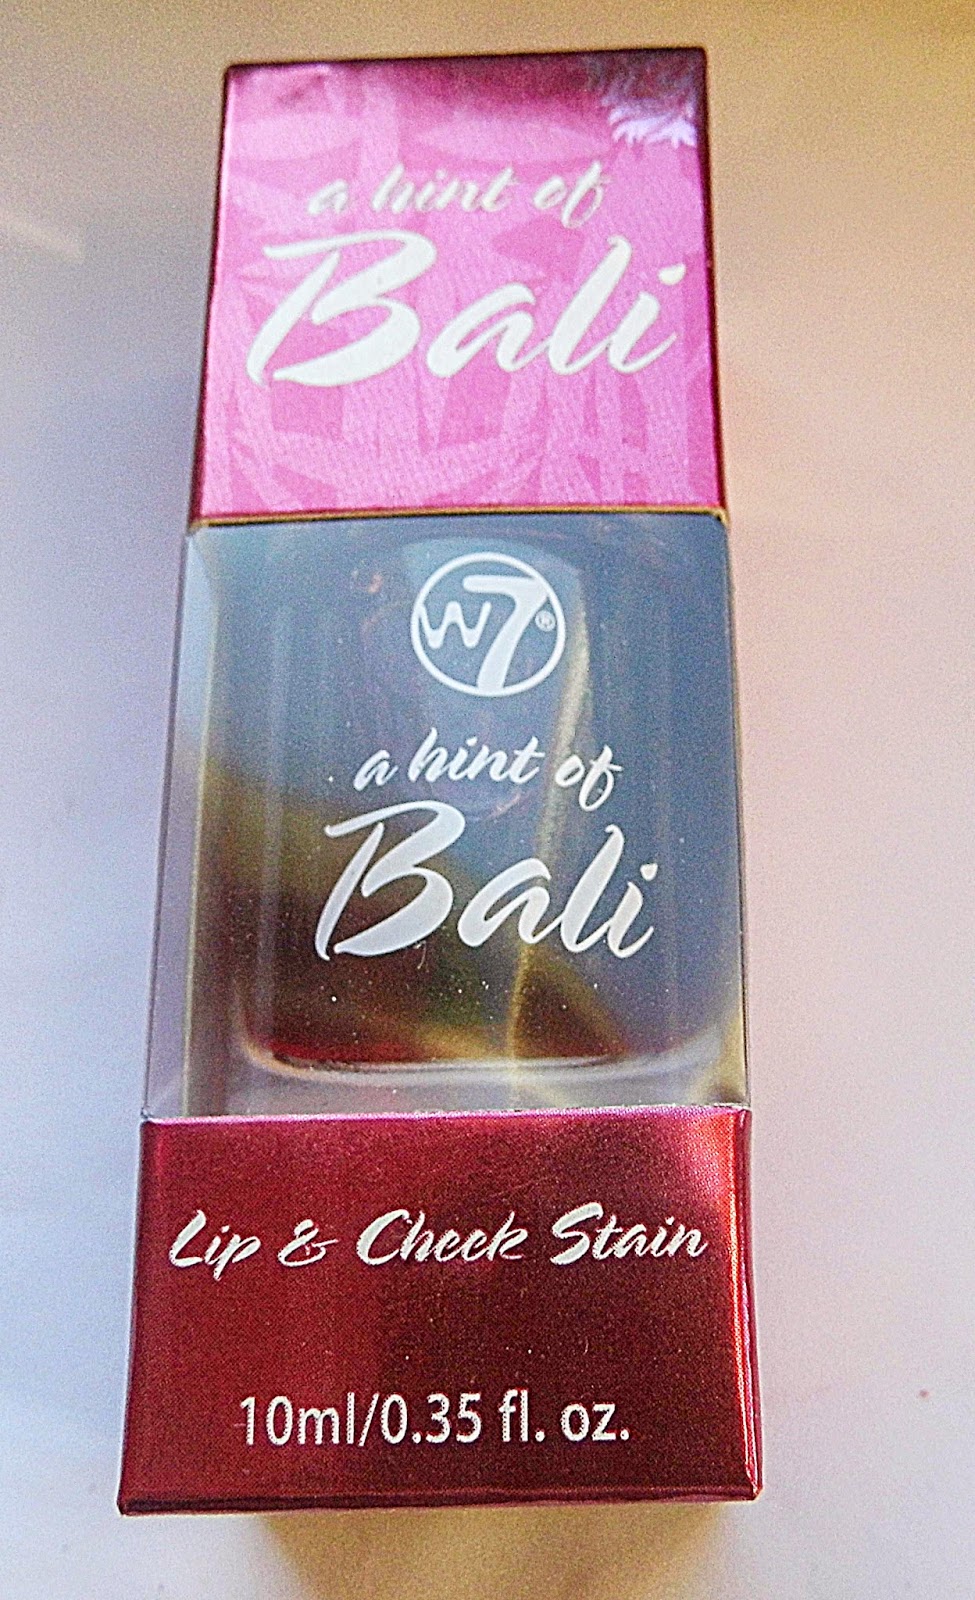 a hint of
Bali
W7®
a hint of
Bali
Lip & Cheek Stain
10ml/0.35 fl. oz.